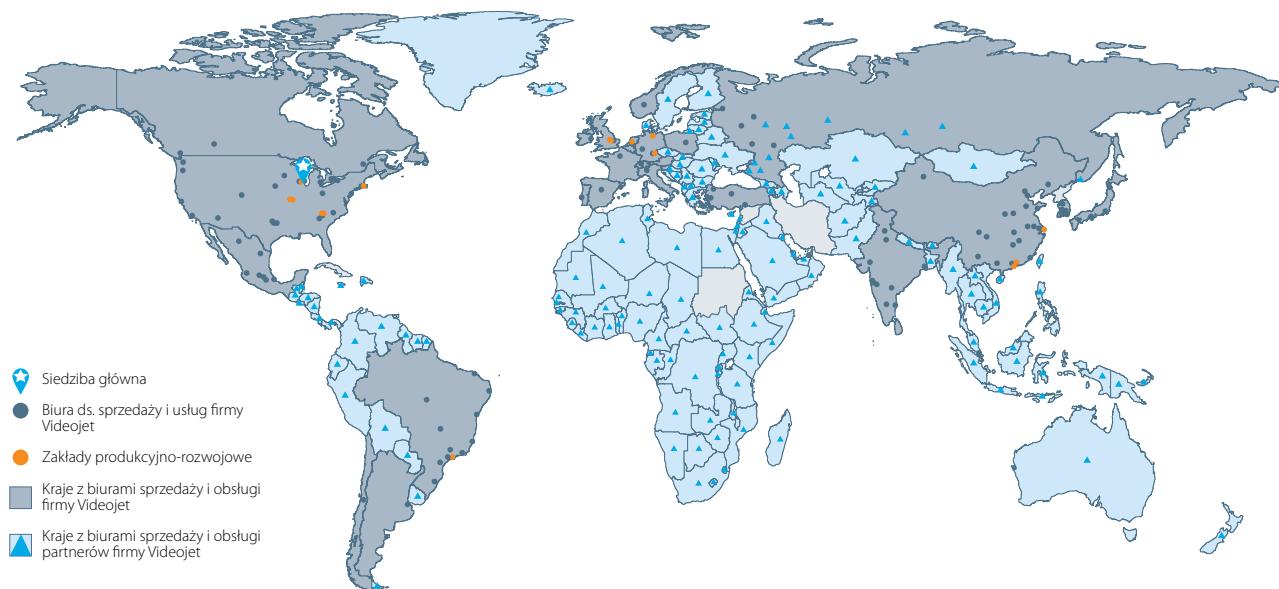 Siedziba główna
Biura ds. sprzedaży i usług firmy
Videojet
Zakłady produkcyjno-rozwojowe
Kraje z biurami sprzedaży i obsługi
firmy Videojet
Kraje z biurami sprzedaży i obsługi
partnerów firmy Videojet